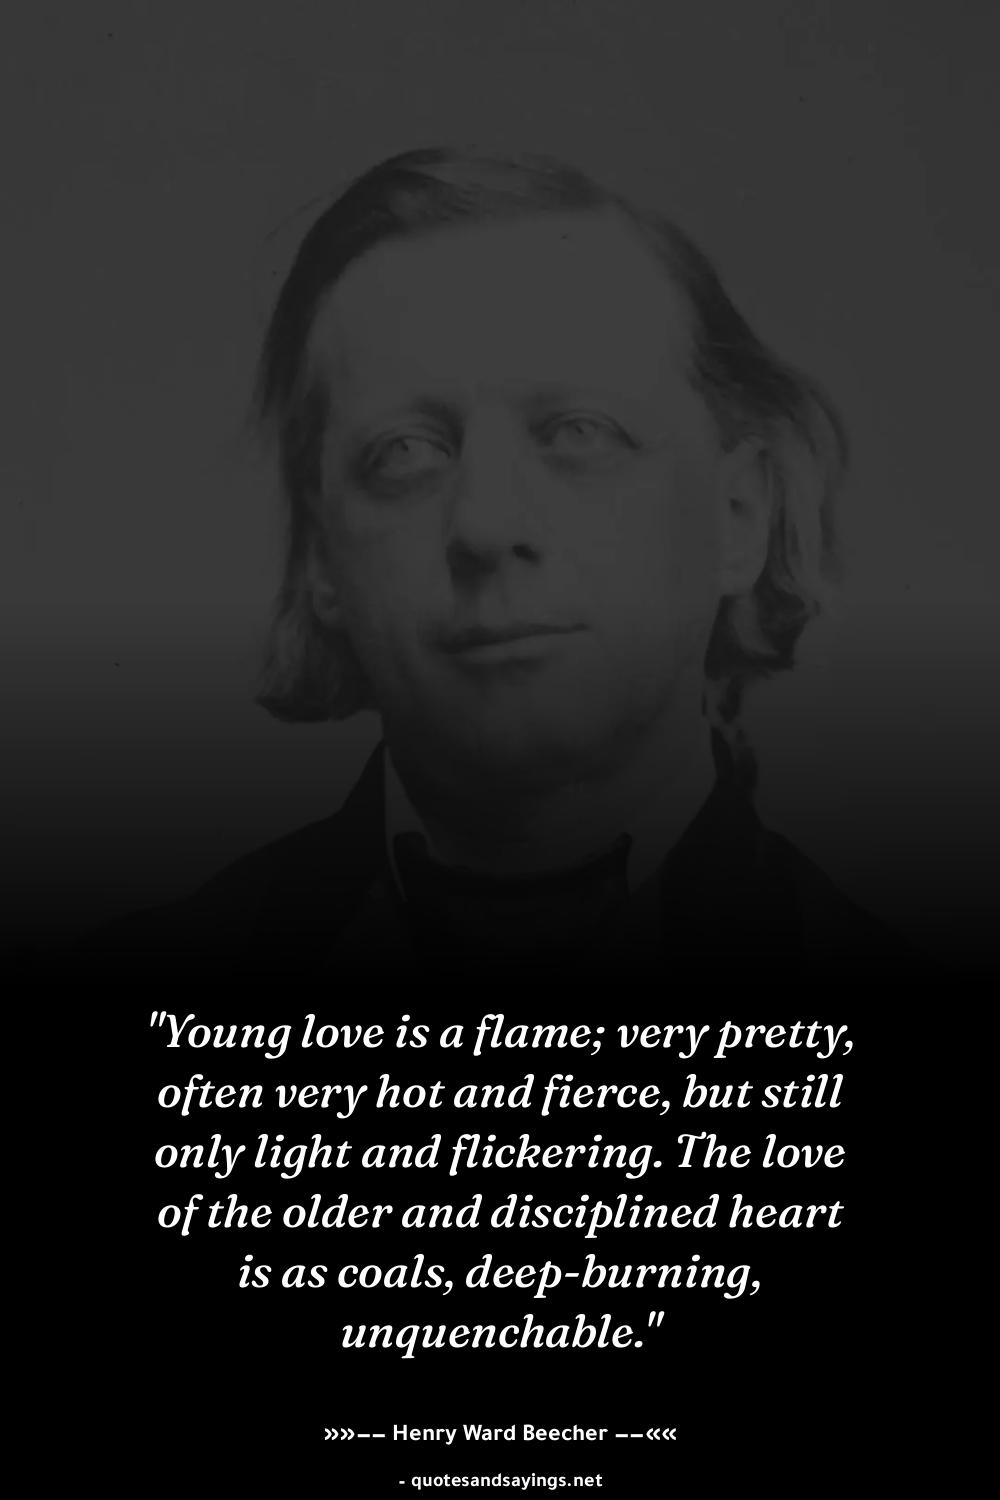 "Young love is a flame; very pretty,
often very hot and fierce, but still
only light and flickering. The love
of the older and disciplined heart
is as coals, deep-burning,
unquenchable."
»»−− Henry Ward Beecher −−««
- quotesandsayings.net